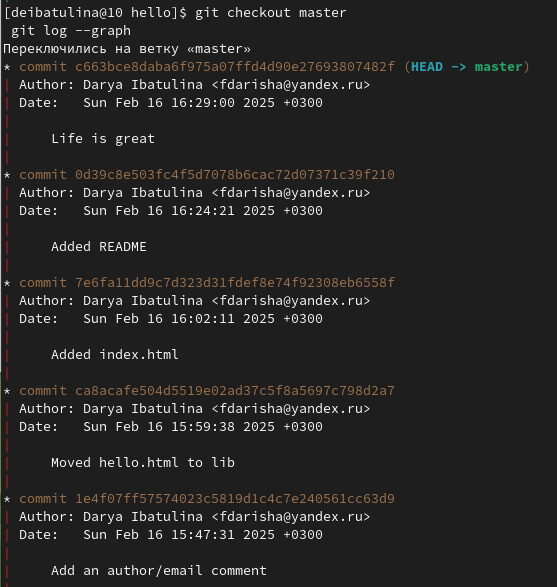 [deibatulina@10 hello]$ git checkout master
git log --graph
Переключились на ветку «master»
* commit c663bce8daba6f975a07ffd4d90e27693807482f (HEAD -> master)
| Author: Darya Ibatulina <fdarisha@yandex.ru>
| Date:   Sun Feb 16 16:29:00 2025 +0300
|
|     Life is great
|
* commit 0d39c8e503fc4f5d7078b6cac72d07371c39f210
| Author: Darya Ibatulina <fdarisha@yandex.ru>
| Date:   Sun Feb 16 16:24:21 2025 +0300
|
|     Added README
|
* commit 7e6fa11dd9c7d323d31fdef8e74f92308eb6558f
| Author: Darya Ibatulina <fdarisha@yandex.ru>
| Date:   Sun Feb 16 16:02:11 2025 +0300
|
|     Added index.html
|
* commit ca8acafe504d5519e02ad37c5f8a5697c798d2a7
| Author: Darya Ibatulina <fdarisha@yandex.ru>
| Date:   Sun Feb 16 15:59:38 2025 +0300
|
|     Moved hello.html to lib
|
* commit 1e4f07ff57574023c5819d1c4c7e240561cc63d9
| Author: Darya Ibatulina <fdarisha@yandex.ru>
| Date:   Sun Feb 16 15:47:31 2025 +0300
|
|     Add an author/email comment
|